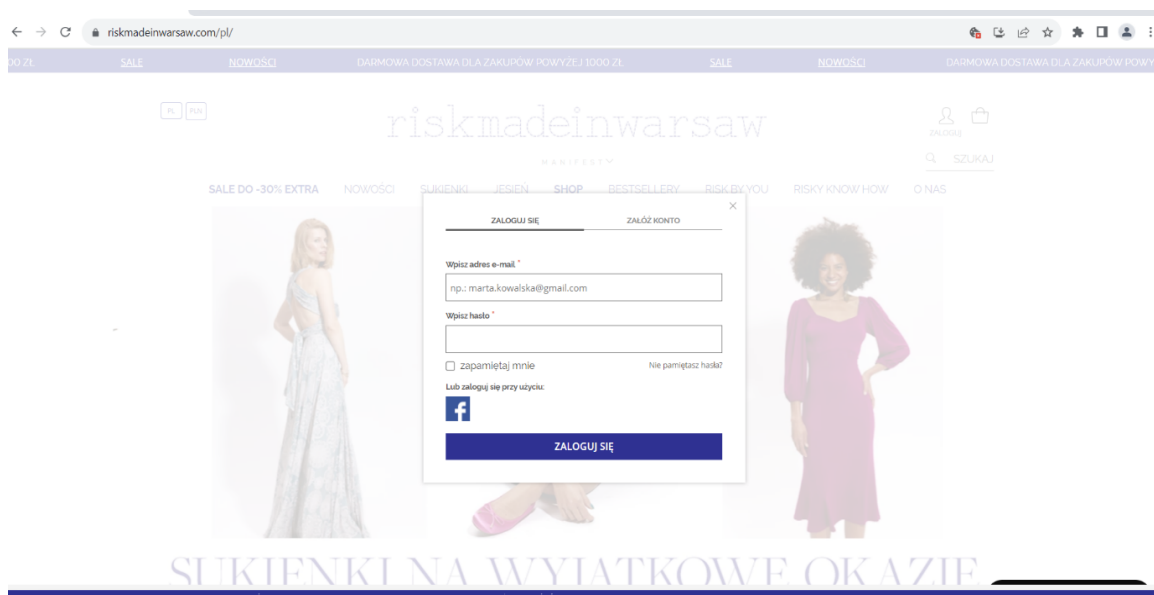 riskmadeinwarsaw.com/pl/
00 ZŁ SALE NOWOŚCI DARMOWA DOSTAWA DLA ZAKUPÓW POWYŻEJ 1000 ZŁ SALE NOWOŚCI DARMOWA DOSTAWA DLA ZAKUPÓW POWY
PL PLN
riskmadeinwarsaw
ZALOGUJ
MANIFEST
SZUKAJ
SALE DO -30% EXTRA NOWOŚCI SUKIENKI JESIEŃ SHOP BESTSELLERY RISK BY YOU RISKY KNOW HOW O NAS
ZALOGUJ SIĘ ZAŁÓŻ KONTO
Wpisz adres e-mail *
np.: marta.kowalska@gmail.com
Wpisz hasło *
zapamiętaj mnie Nie pamiętasz hasła?
Lub zaloguj się przy użyciu:
f
ZALOGUJ SIĘ
SUKIENKI NA WYJĄTKOWE OKAZJE